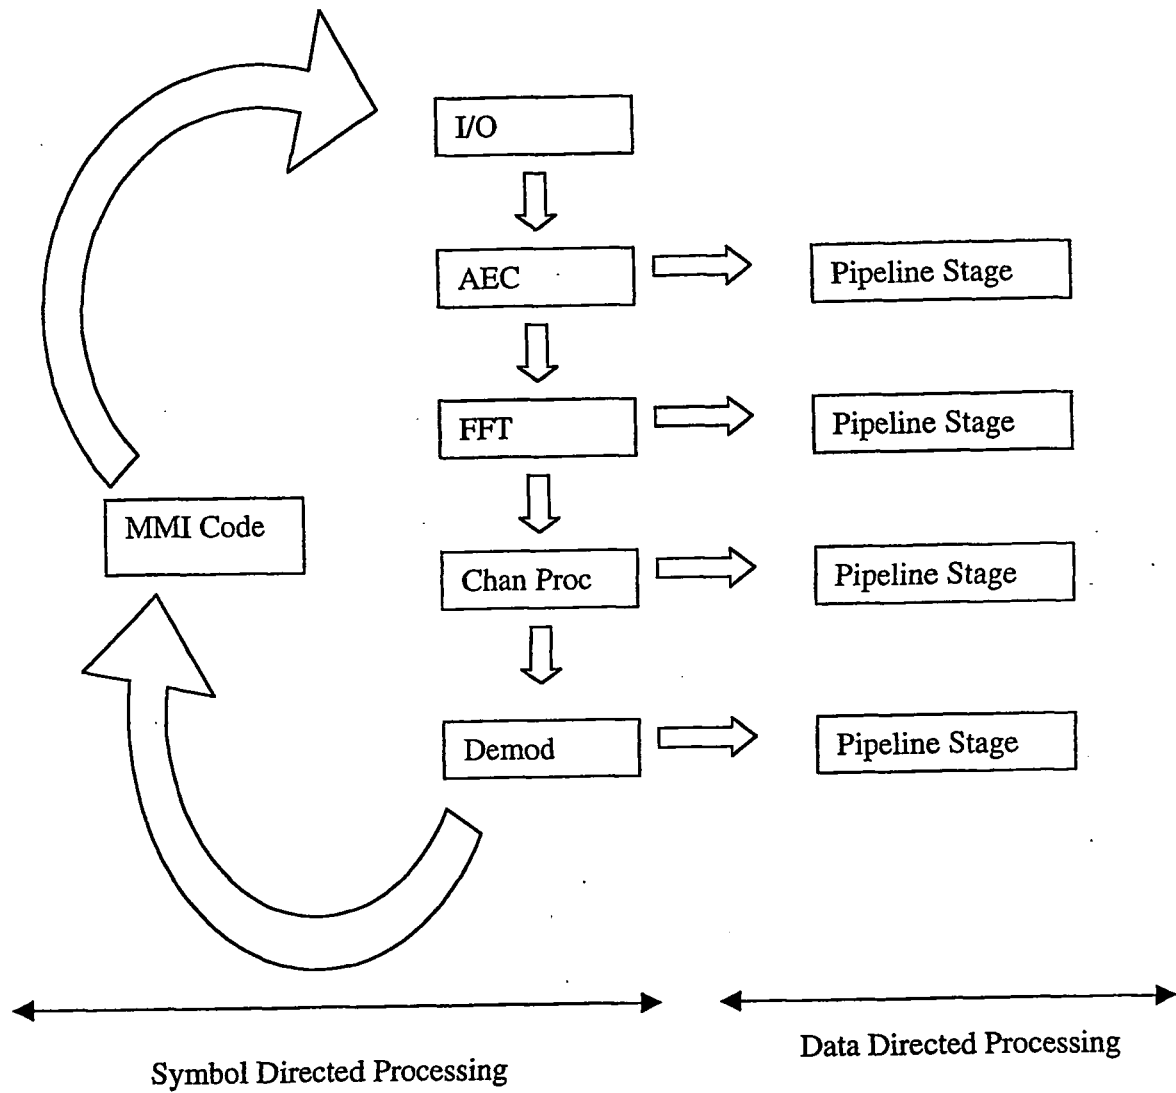 I/O
AEC
Pipeline Stage
FFT
Pipeline Stage
MMI Code
Chan Proc
Pipeline Stage
Demod
Pipeline Stage
Symbol Directed Processing
Data Directed Processing